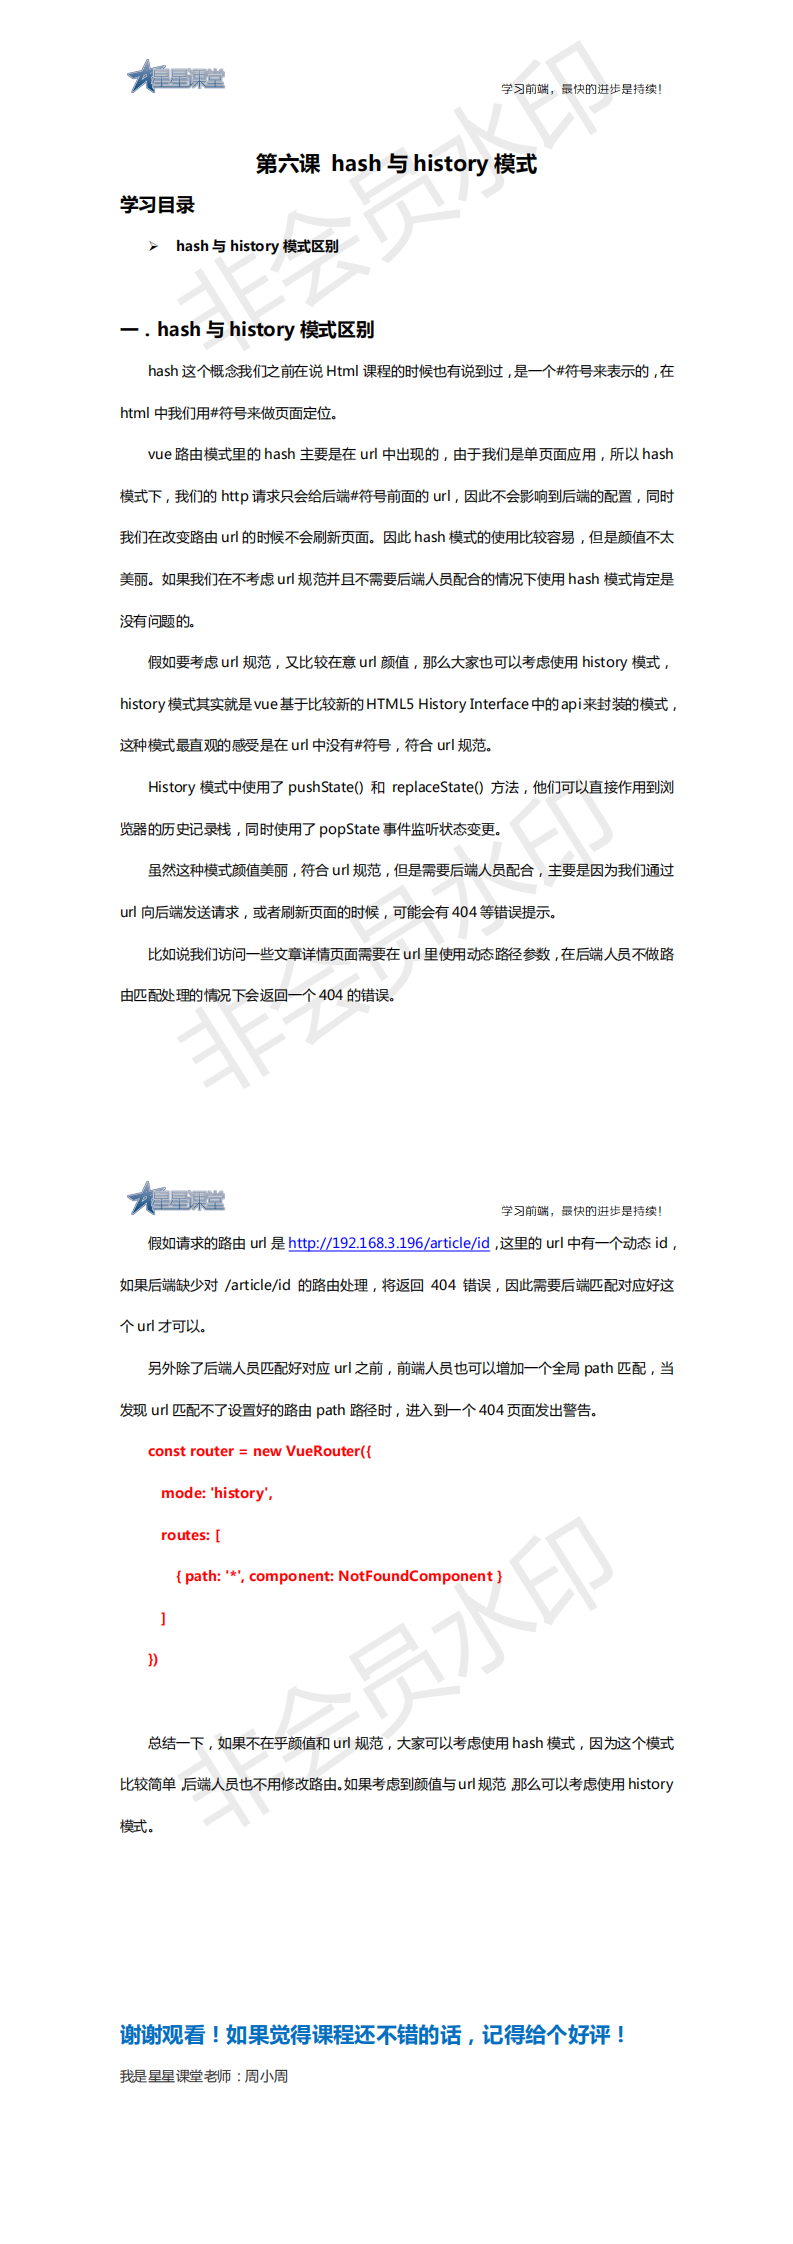 星星课堂
学习前端，最快的进步是持续！
第六课 hash 与 history 模式
学习目录
➢ hash 与 history 模式区别
一．hash 与 history 模式区别
hash 这个概念我们之前在说 Html 课程的时候也有说到过，是一个#符号来表示的，在
html 中我们用#符号来做页面定位。
vue 路由模式里的 hash 主要是在 url 中出现的，由于我们是单页面应用，所以 hash
模式下，我们的 http 请求只会给后端#符号前面的 url，因此不会影响到后端的配置，同时
我们在改变路由 url 的时候不会刷新页面。因此 hash 模式的使用比较容易，但是颜值不太
美丽。如果我们在不考虑 url 规范并且不需要后端人员配合的情况下使用 hash 模式肯定是
没有问题的。
假如要考虑 url 规范，又比较在意 url 颜值，那么大家也可以考虑使用 history 模式，
history 模式其实就是 vue 基于比较新的 HTML5 History Interface 中的 api 来封装的模式，
这种模式最直观的感受是在 url 中没有#符号，符合 url 规范。
History 模式中使用了 pushState() 和 replaceState() 方法，他们可以直接作用到浏
览器的历史记录栈，同时使用了 popState 事件监听状态变更。
虽然这种模式颜值美丽，符合 url 规范，但是需要后端人员配合，主要是因为我们通过
url 向后端发送请求，或者刷新页面的时候，可能会有 404 等错误提示。
比如说我们访问一些文章详情页面需要在 url 里使用动态路径参数，在后端人员不做路
由匹配处理的情况下会返回一个 404 的错误。
非会员水印
非会员水印
星星课堂
学习前端，最快的进步是持续！
假如请求的路由 url 是 http://192.168.3.196/article/id，这里的 url 中有一个动态 id，
如果后端缺少对 /article/id 的路由处理，将返回 404 错误，因此需要后端匹配对应好这
个 url 才可以。
另外除了后端人员匹配好对应 url 之前，前端人员也可以增加一个全局 path 匹配，当
发现 url 匹配不了设置好的路由 path 路径时，进入到一个 404 页面发出警告。
const router = new VueRouter({
mode: 'history',
routes: [
{ path: '*', component: NotFoundComponent }
]
})
总结一下，如果不在乎颜值和 url 规范，大家可以考虑使用 hash 模式，因为这个模式
比较简单，后端人员也不用修改路由。如果考虑到颜值与 url 规范，那么可以考虑使用 history
模式。
非会员水印
谢谢观看！如果觉得课程还不错的话，记得给个好评！
我是星星课堂老师：周小周